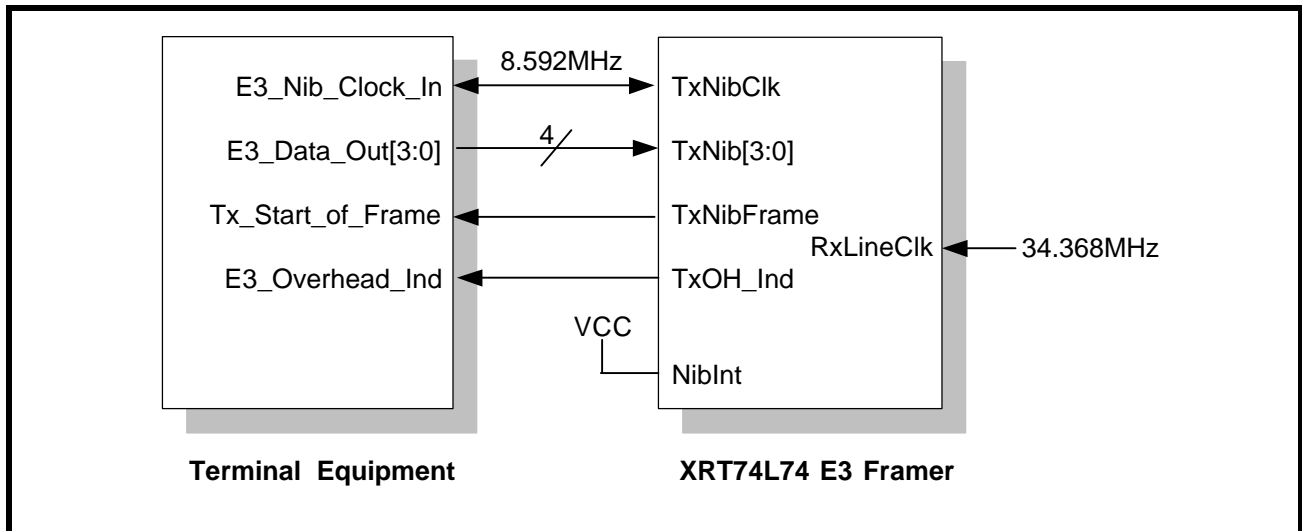 8.592MHz
E3_Nib_Clock_In
TxNibClk
4
E3_Data_Out[3:0]
TxNib[3:0]
Tx_Start_of_Frame
TxNibFrame
RxLineClk
34.368MHz
E3_Overhead_Ind
TxOH_Ind
VCC
NibInt
Terminal Equipment
XRT74L74 E3 Framer